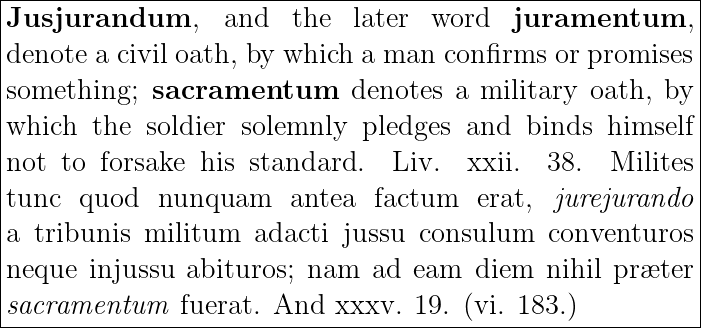 Jusjurandum, and the later word juramentum,
denote a civil oath, by which a man confirms or promises
something; sacramentum denotes a military oath, by
which the soldier solemnly pledges and binds himself
not to forsake his standard. Liv. xxii. 38. Milites
tunc quod nunquam antea factum erat, jurejurando
a tribunis militum adacti jussu consulum conventuros
neque injussu abituros; nam ad eam diem nihil præter
sacramentum fuerat. And xxxv. 19. (vi. 183.)